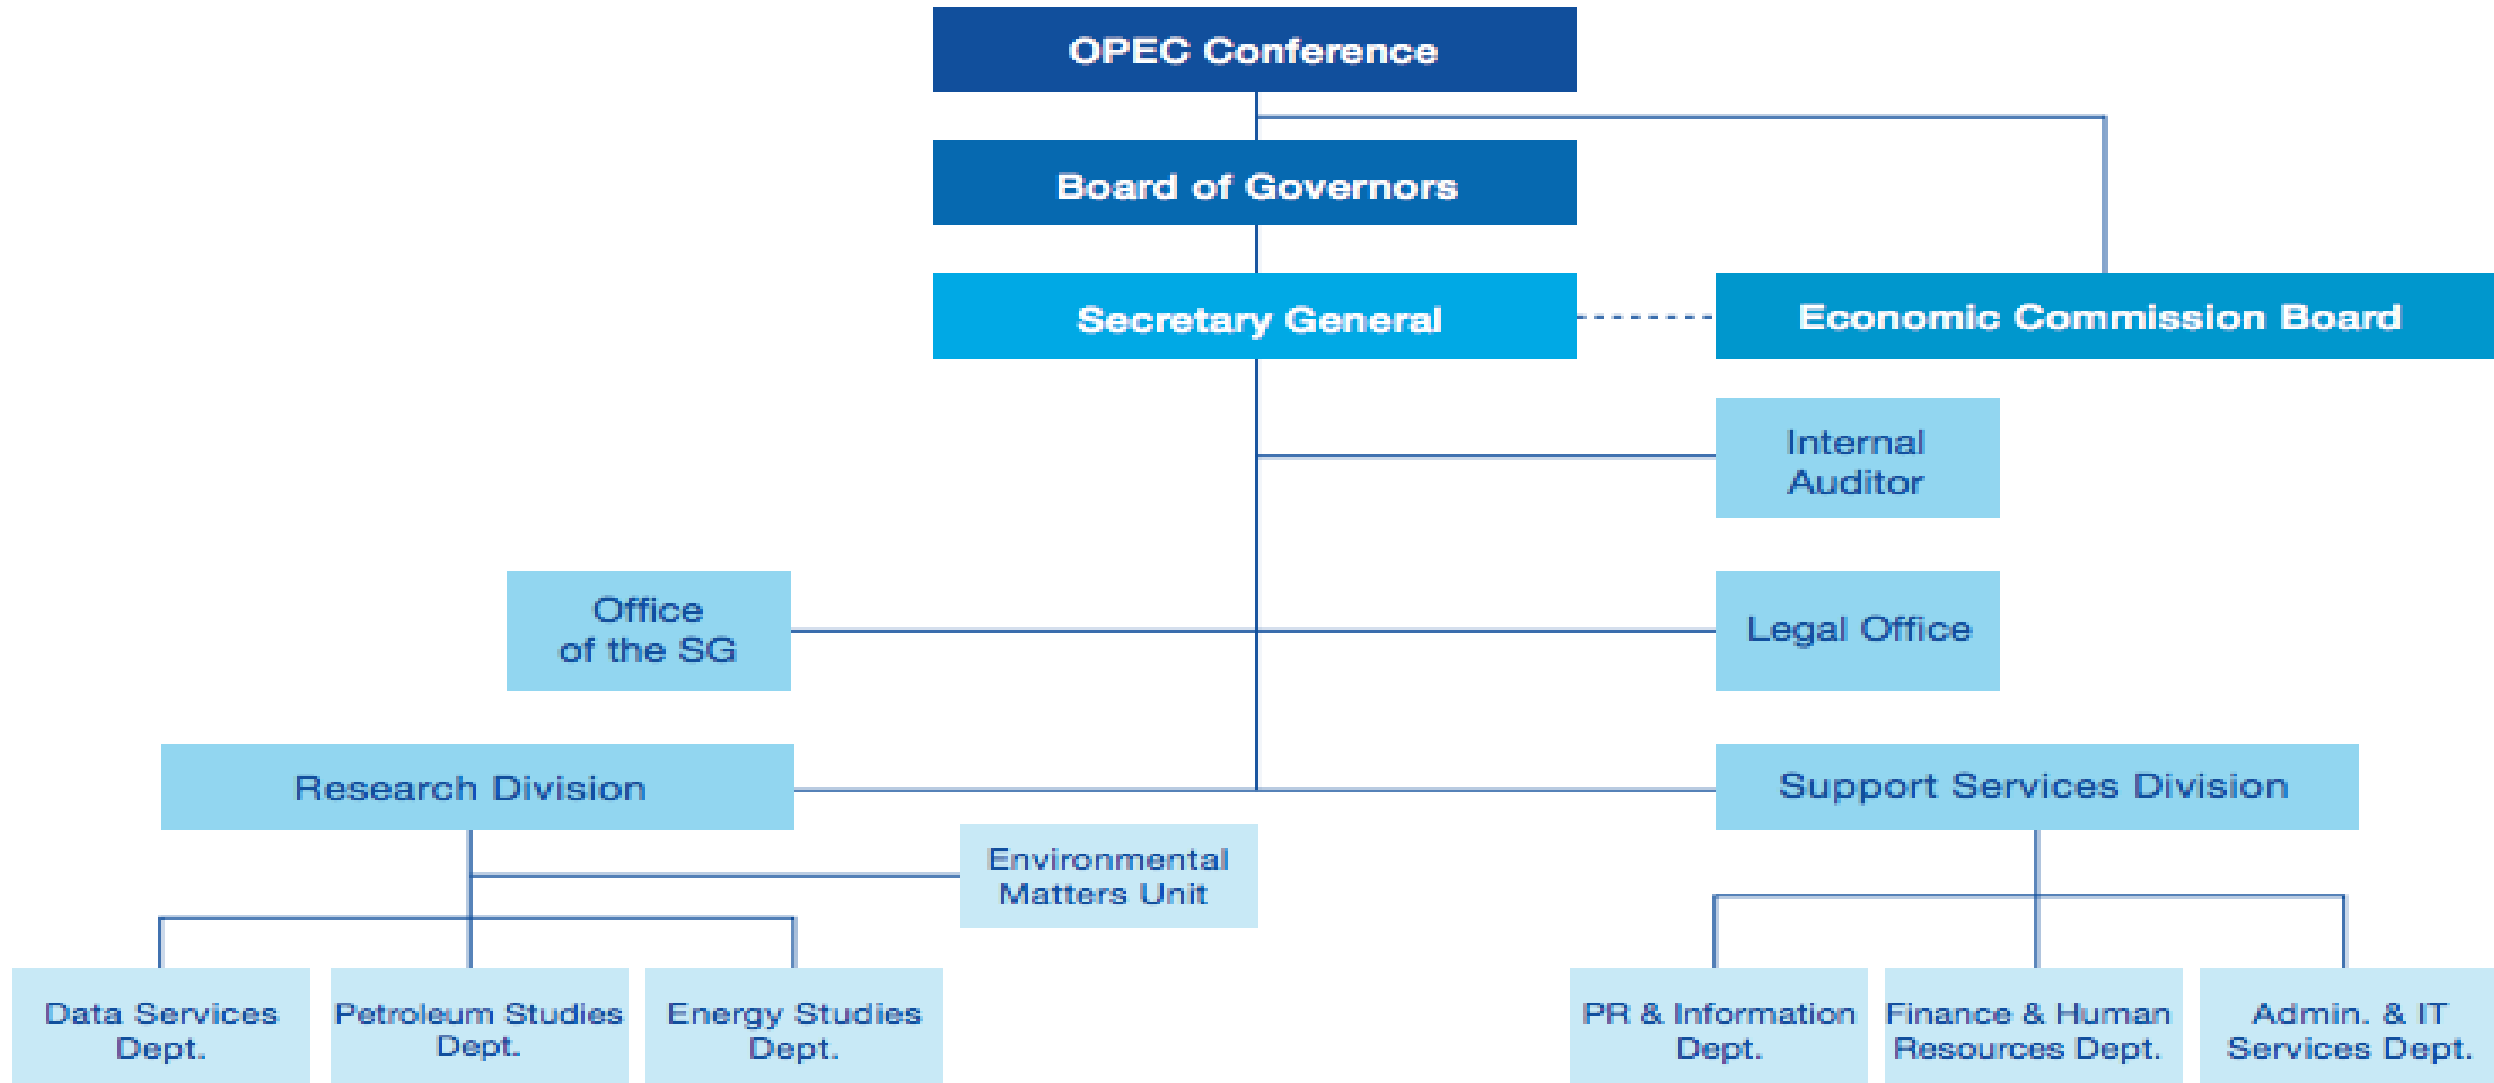 OPEC Conference
Board of Governors
Secretary General
Economic Commission Board
Internal
Auditor
Office
of the SG
Legal Office
Research Division
Support Services Division
Environmental
Matters Unit
Data Services
Dept.
Petroleum Studies
Dept.
Energy Studies
Dept.
PR & Information
Dept.
Finance & Human
Resources Dept.
Admin. & IT
Services Dept.